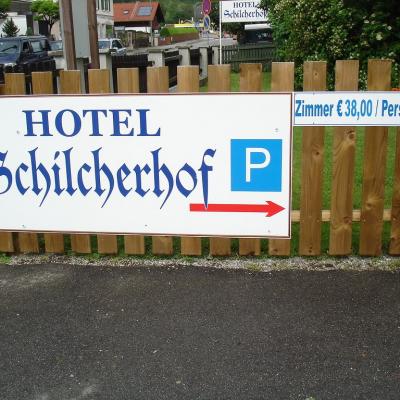 HOTEL
Schilcherhof
HOTEL
Schilcherhof
P
Zimmer € 38,00 / Pers